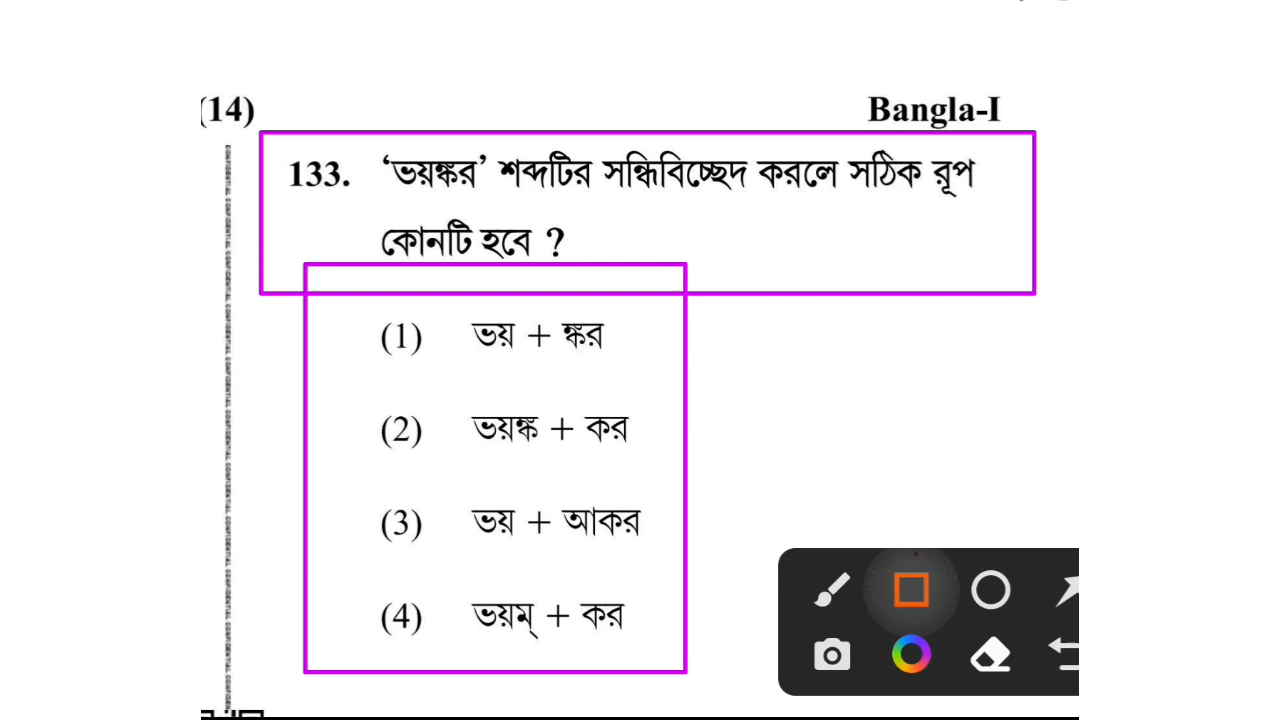 (14) Bangla-I
133. ‘ভয়ঙ্কর’ শব্দটির সন্ধিবিচ্ছেদ করলে সঠিক রূপ
কোনটি হবে ?
(1) ভয় + ঙ্কর
(2) ভয়ঙ্ক + কর
(3) ভয় + আকর
(4) ভয়ম্ + কর